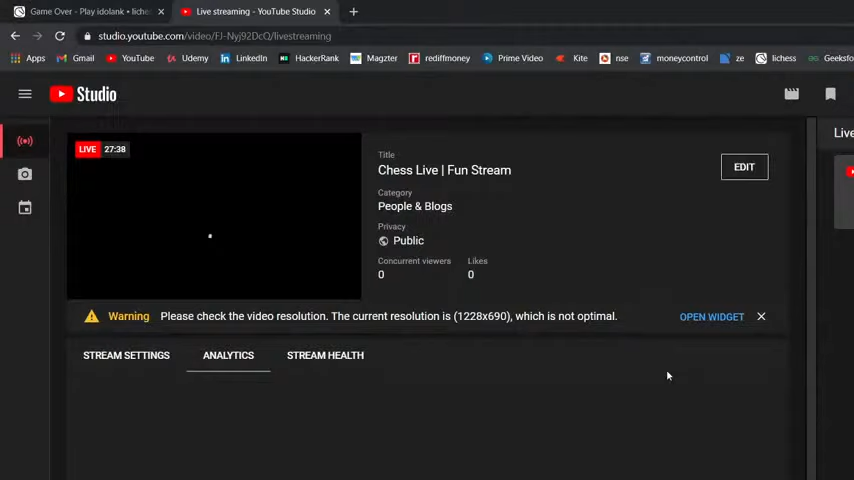 Game Over - Play idolank • liches
Live streaming - YouTube Studio
studio.youtube.com/video/FJ-Nyj92DcQ/livestreaming
Apps Gmail YouTube Udemy LinkedIn HackerRank Magzter rediffmoney Prime Video Kite nse moneycontrol ze lichess Geeksfo
Studio
Live
LIVE 27:38
Title
Chess Live | Fun Stream
EDIT
Category
People & Blogs
Privacy
Public
Concurrent viewers Likes
0 0
Warning Please check the video resolution. The current resolution is (1228x690), which is not optimal. OPEN WIDGET
STREAM SETTINGS ANALYTICS STREAM HEALTH